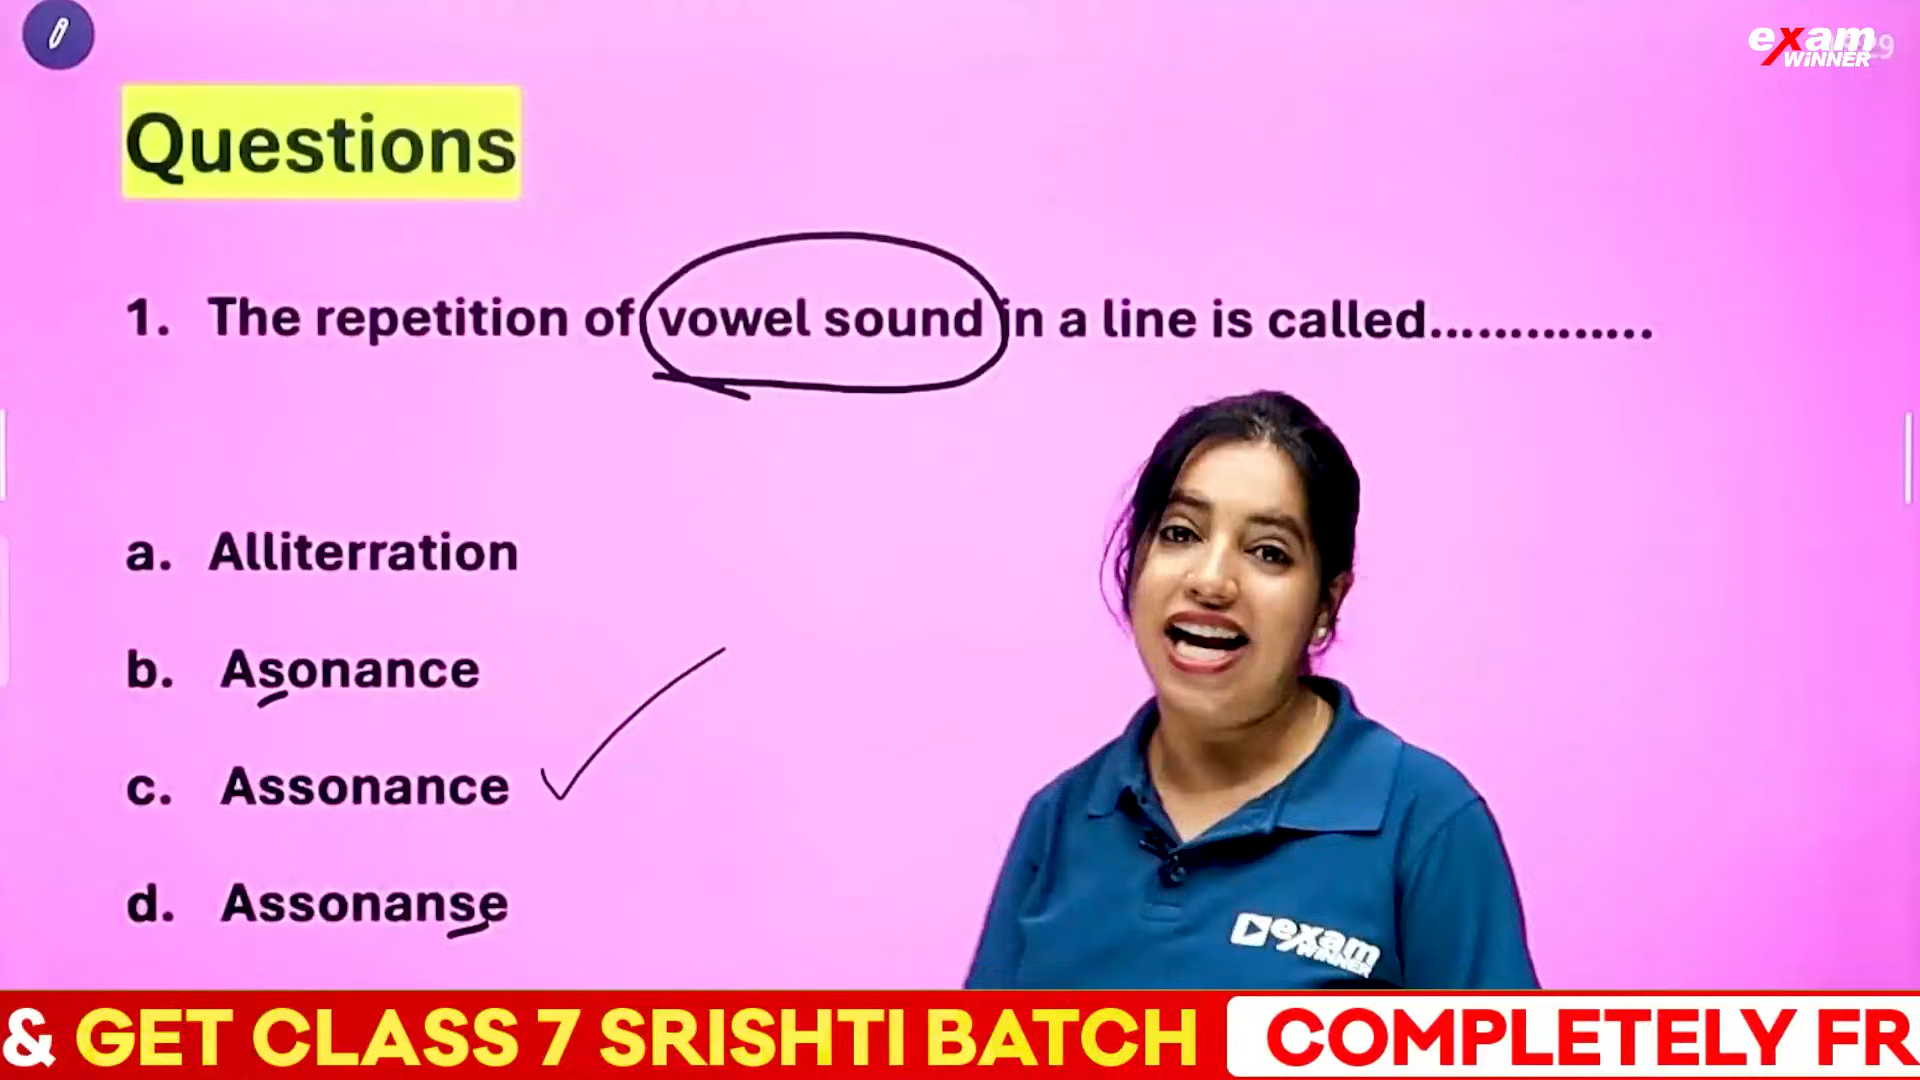 exam
WiNNER
29
Questions
1. The repetition of vowel sound in a line is called..............
a. Alliterration
b. Asonance
c. Assonance
d. Assonanse
exam
WINNER
& GET CLASS 7 SRISHTI BATCH COMPLETELY FR